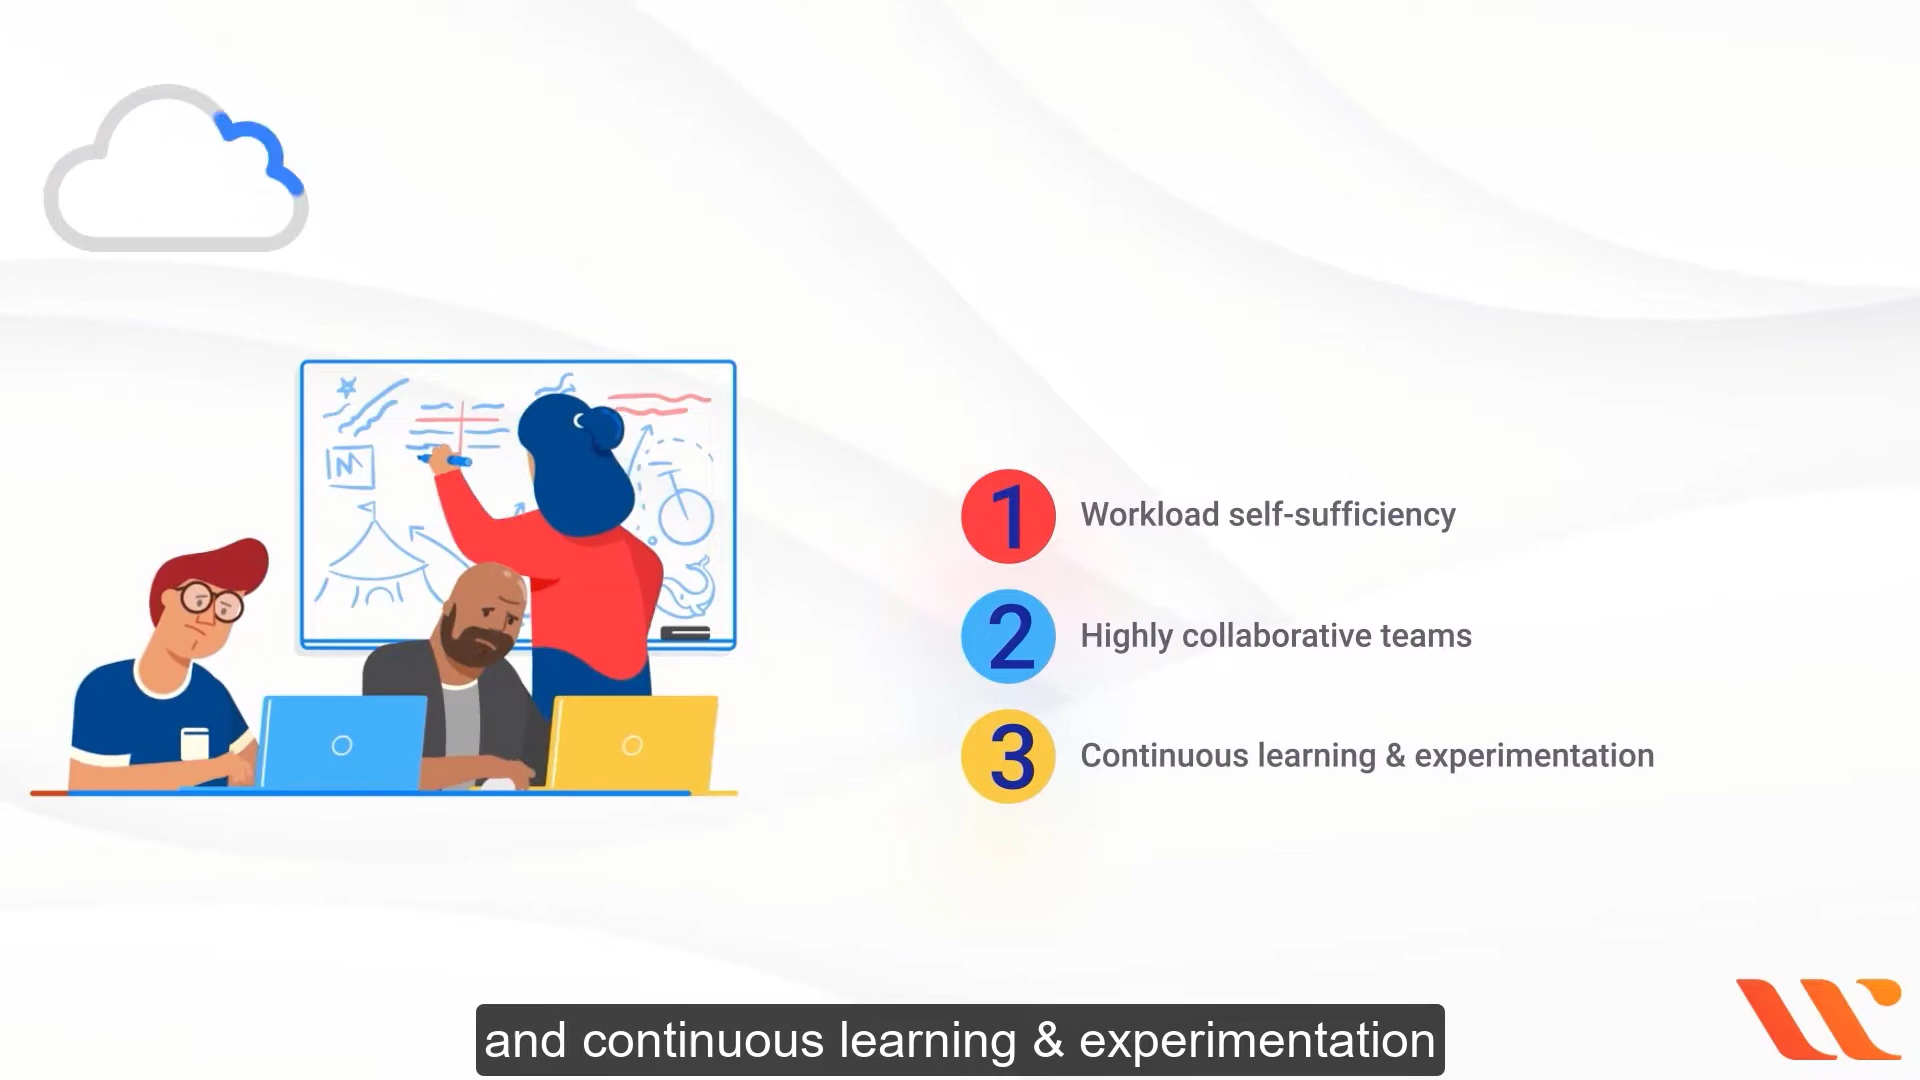 1 Workload self-sufficiency
2 Highly collaborative teams
3 Continuous learning & experimentation
and continuous learning & experimentation